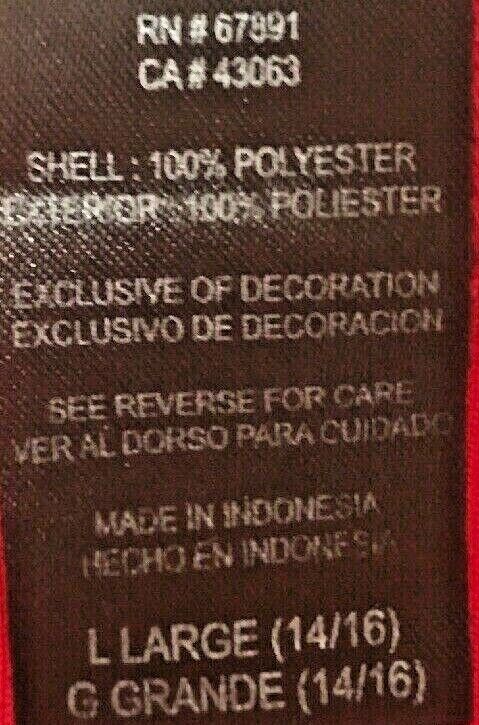 RN # 67891
CA # 43063
SHELL : 100% POLYESTER
EXTERIOR : 100% POLIESTER
EXCLUSIVE OF DECORATION
EXCLUSIVO DE DECORACION
SEE REVERSE FOR CARE
VER AL DORSO PARA CUIDADO
MADE IN INDONESIA
HECHO EN INDONESIA
L LARGE (14/16)
G GRANDE (14/16)